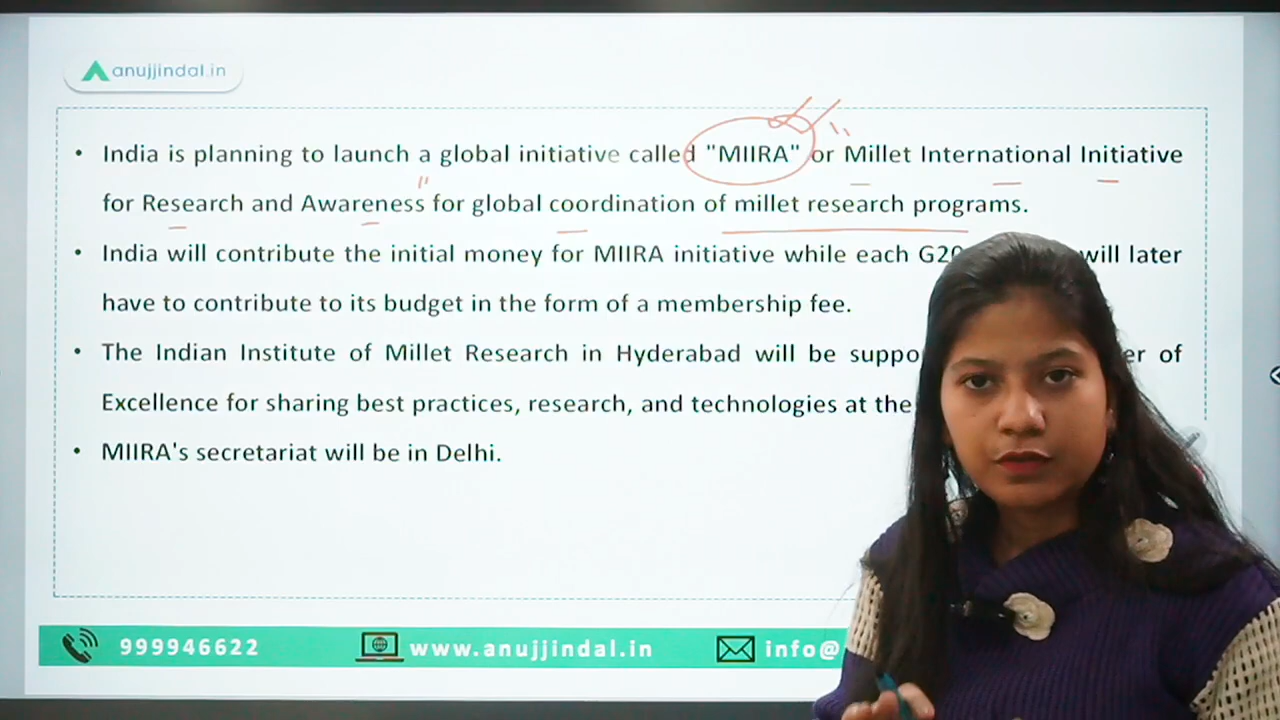 anujjindal.in
• India is planning to launch a global initiative called "MIIRA" or Millet International Initiative
for Research and Awareness for global coordination of millet research programs.
• India will contribute the initial money for MIIRA initiative while each G20 will later
have to contribute to its budget in the form of a membership fee.
• The Indian Institute of Millet Research in Hyderabad will be of
Excellence for sharing best practices, research, and technologies at the
• MIIRA's secretariat will be in Delhi.
999946622 www.anujjindal.in info@